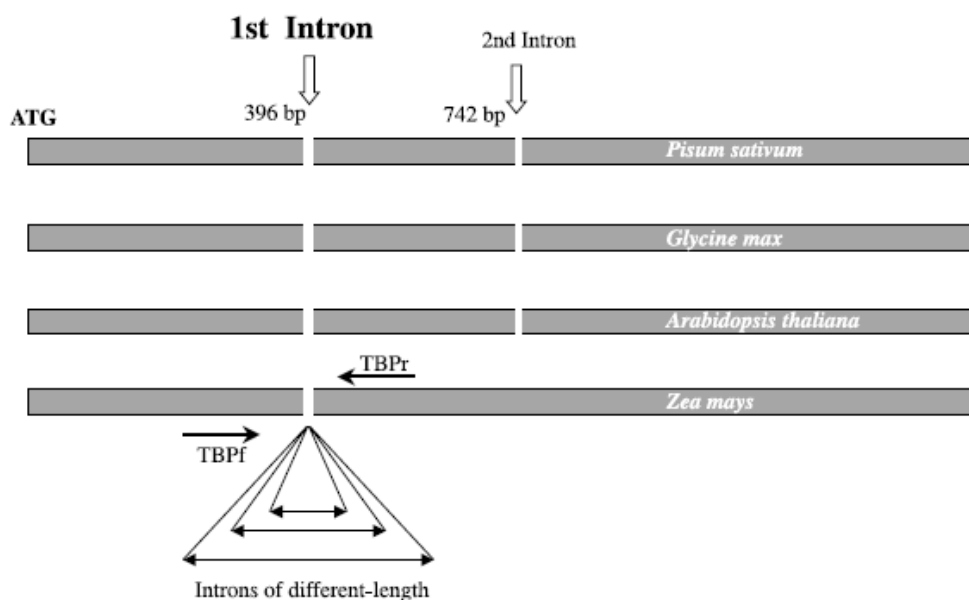 1st Intron
2nd Intron
396 bp
742 bp
ATG
Pisum sativum
Glycine max
Arabidopsis thaliana
TBPr
Zea mays
TBPf
Introns of different-length